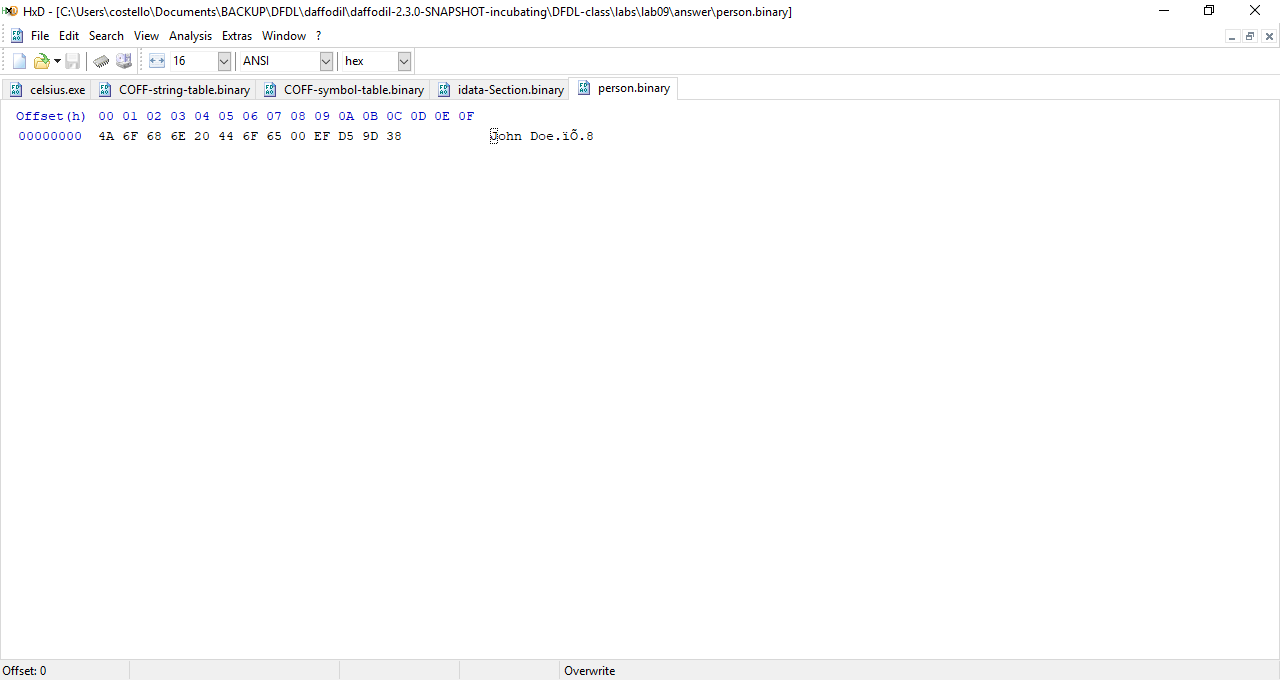 HxD - [C:\Users\costello\Documents\BACKUP\DFDL\daffodil\daffodil-2.3.0-SNAPSHOT-incubating\DFDL-class\labs\lab09\answer\person.binary]
File Edit Search View Analysis Extras Window ?
16 ANSI hex
celsius.exe COFF-string-table.binary COFF-symbol-table.binary idata-Section.binary person.binary
Offset(h) 00 01 02 03 04 05 06 07 08 09 0A 0B 0C 0D 0E 0F
00000000 4A 6F 68 6E 20 44 6F 65 00 EF D5 9D 38 John Doe.ïÕ.8
Offset: 0 Overwrite